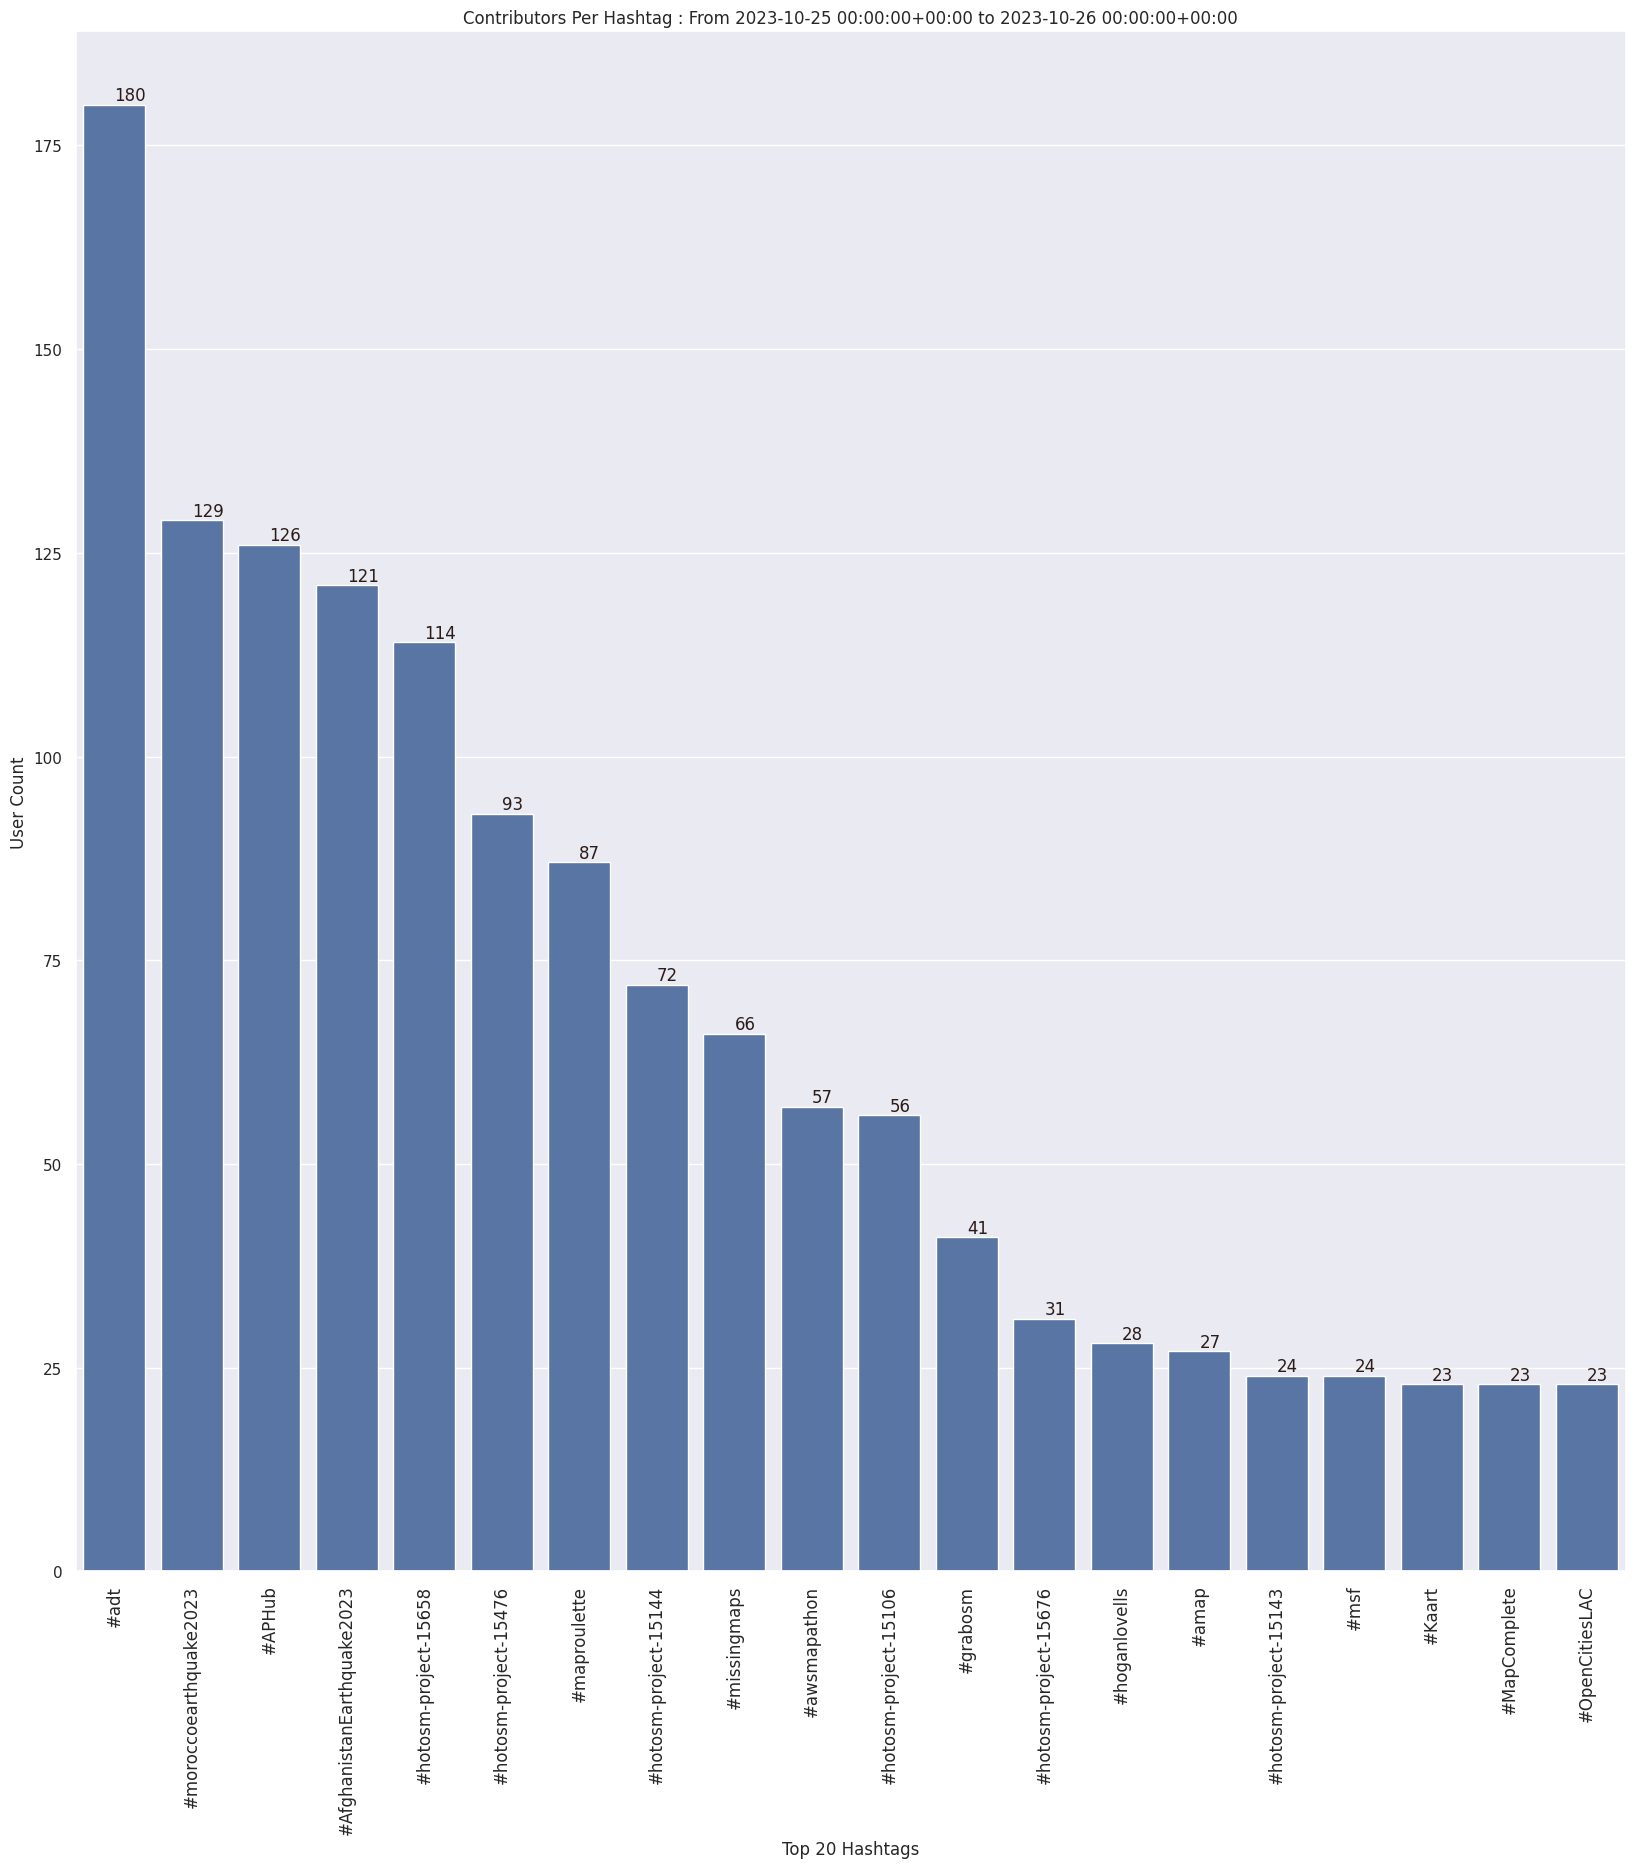 Contributors Per Hashtag : From 2023-10-25 00:00:00+00:00 to 2023-10-26 00:00:00+00:00
User Count
175
150
125
100
75
50
25
0
180
129
126
121
114
93
87
72
66
57
56
41
31
28
27
24
24
23
23
23
#adt
#moroccoearthquake2023
#APHub
#AfghanistanEarthquake2023
#hotosm-project-15658
#hotosm-project-15476
#maproulette
#hotosm-project-15144
#missingmaps
#awsmapathon
#hotosm-project-15106
#grabosm
#hotosm-project-15676
#hoganlovells
#amap
#hotosm-project-15143
#msf
#Kaart
#MapComplete
#OpenCitiesLAC
Top 20 Hashtags